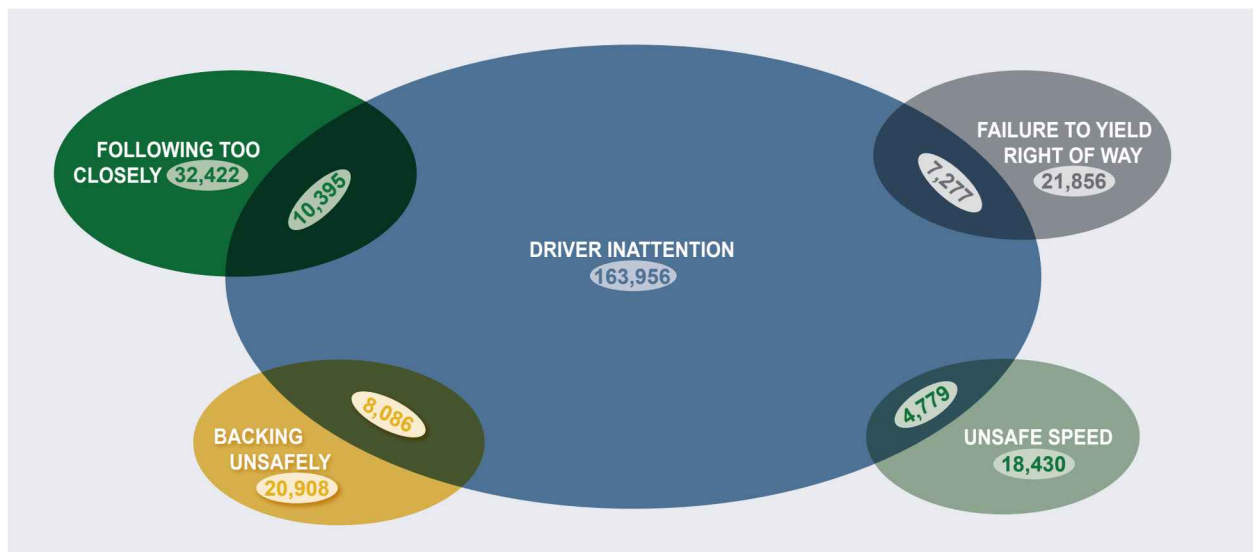 FOLLOWING TOO
CLOSELY 32,422
10,395
FAILURE TO YIELD
RIGHT OF WAY
21,856
7,277
DRIVER INATTENTION
163,956
8,086
BACKING
UNSAFELY
20,908
4,779
UNSAFE SPEED
18,430